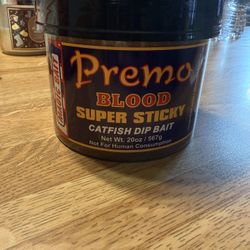 Premo
BLOOD
SUPER STICKY
CATFISH DIP BAIT
Net Wt. 20oz / 567g
Not For Human Consumption